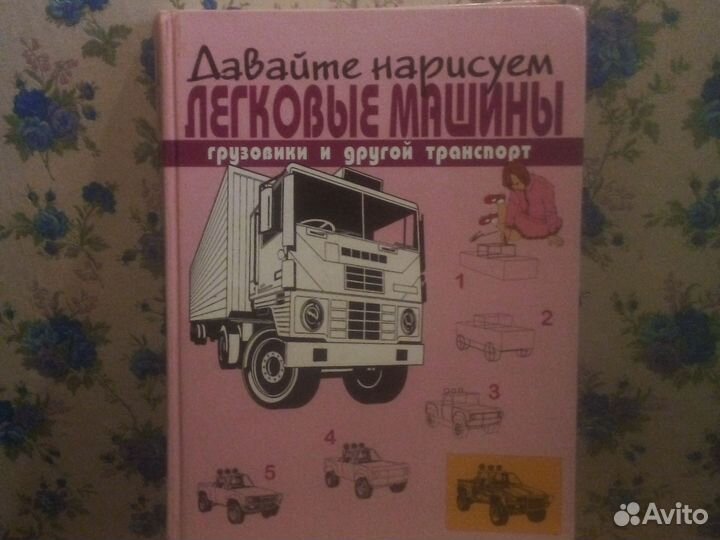 Давайте нарисуем
ЛЕГКОВЫЕ МАШИНЫ
грузовики и другой транспорт
1
2
3
4
5
Avito